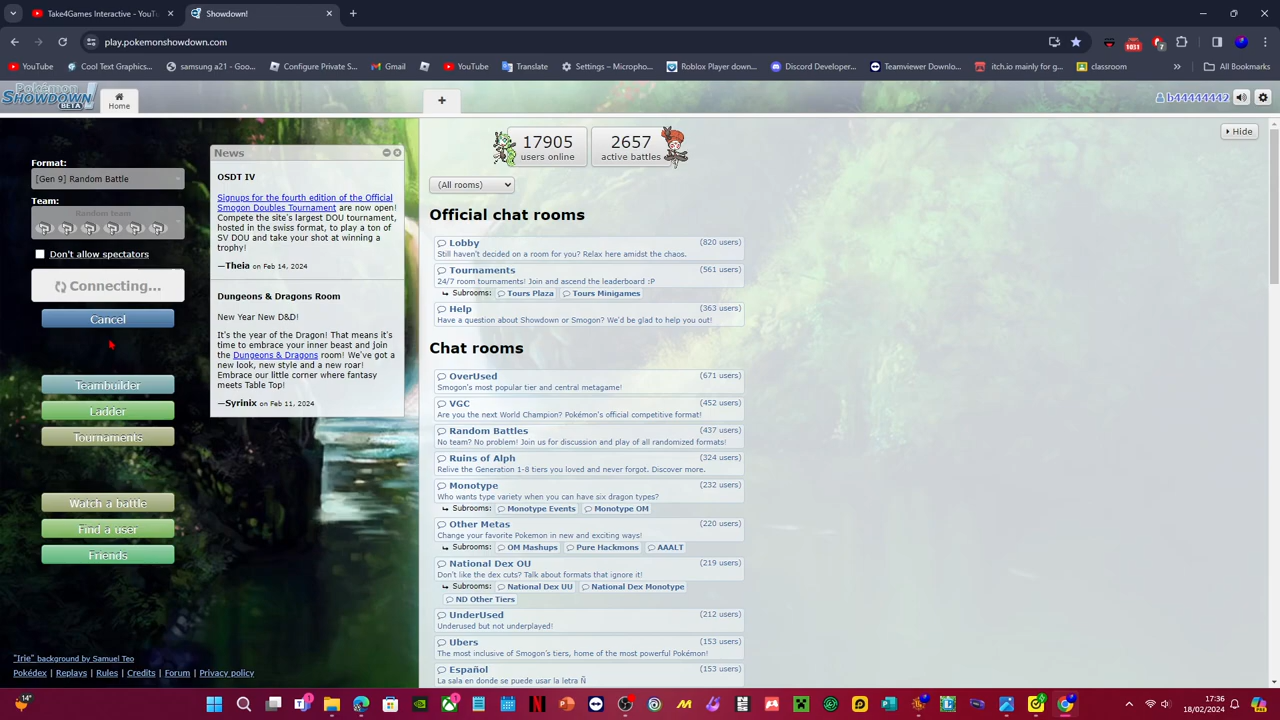 Take4Games Interactive - YouT
Showdown!
play.pokemonshowdown.com
1031
7
YouTube
Cool Text Graphics...
samsung a21 - Goo...
Configure Private S...
Gmail
YouTube
Translate
Settings – Micropho...
Roblox Player dow...
Discord Developer...
Teamviewer Downlo...
itch.io mainly for g...
classroom
All Bookmarks
Pokémon
SHOWDOWN
BETA
Home
b44444442
Format:
[Gen 9] Random Battle
Team:
Random team
Don't allow spectators
Connecting...
Cancel
Teambuilder
Ladder
Tournaments
Watch a battle
Find a user
Friends
"Irie" background by Samuel Teo
Pokédex | Replays | Rules | Credits | Forum | Privacy policy
News
OSDT IV
Signups for the fourth edition of the Official
Smogon Doubles Tournament are now open!
Compete the site's largest DOU tournament,
hosted in the swiss format, to play a ton of
SV DOU and take your shot at winning a
trophy!
—Theia on Feb 14, 2024
Dungeons & Dragons Room
New Year New D&D!
It's the year of the Dragon! That means it's
time to embrace your inner beast and join
the Dungeons & Dragons room! We've got a
new look, new style and a new roar!
Embrace our little corner where fantasy
meets Table Top!
—Syrinix on Feb 11, 2024
17905
users online
2657
active battles
Hide
(All rooms)
Official chat rooms
Lobby (820 users)
Still haven't decided on a room for you? Relax here amidst the chaos.
Tournaments (561 users)
24/7 room tournaments! Join and ascend the leaderboard :P
Subrooms: Tours Plaza Tours Minigames
Help (363 users)
Have a question about Showdown or Smogon? We'd be glad to help you out!
Chat rooms
OverUsed (671 users)
Smogon's most popular tier and central metagame!
VGC (452 users)
Are you the next World Champion? Pokémon's official competitive format!
Random Battles (437 users)
No team? No problem! Join us for discussion and play of all randomized formats!
Ruins of Alph (324 users)
Relive the Generation 1-8 tiers you loved and never forgot. Discover more.
Monotype (232 users)
Who wants type variety when you can have six dragon types?
Subrooms: Monotype Events Monotype OM
Other Metas (220 users)
Change your favorite Pokemon in new and exciting ways!
Subrooms: OM Mashups Pure Hackmons AAALT
National Dex OU (219 users)
Don't like the dex cuts? Talk about formats that ignore it!
Subrooms: National Dex UU National Dex Monotype
ND Other Tiers
UnderUsed (212 users)
Underused but not underplayed!
Ubers (153 users)
The most inclusive of Smogon's tiers, home of the most powerful Pokémon!
Español (153 users)
La sala en donde se puede usar la letra Ñ
14°
17:36
18/02/2024